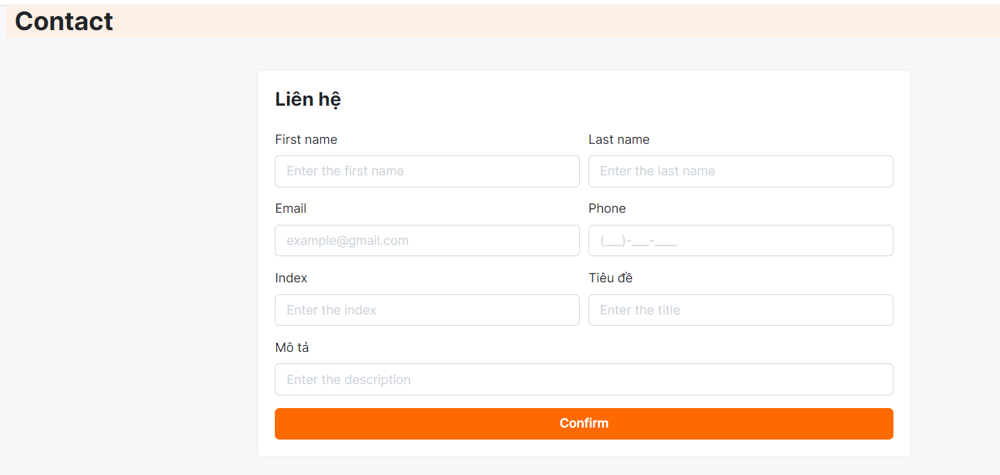 Contact
Liên hệ
First name Last name
Enter the first name Enter the last name
Email Phone
example@gmail.com (___)-___-____
Index Tiêu đề
Enter the index Enter the title
Mô tả
Enter the description
Confirm